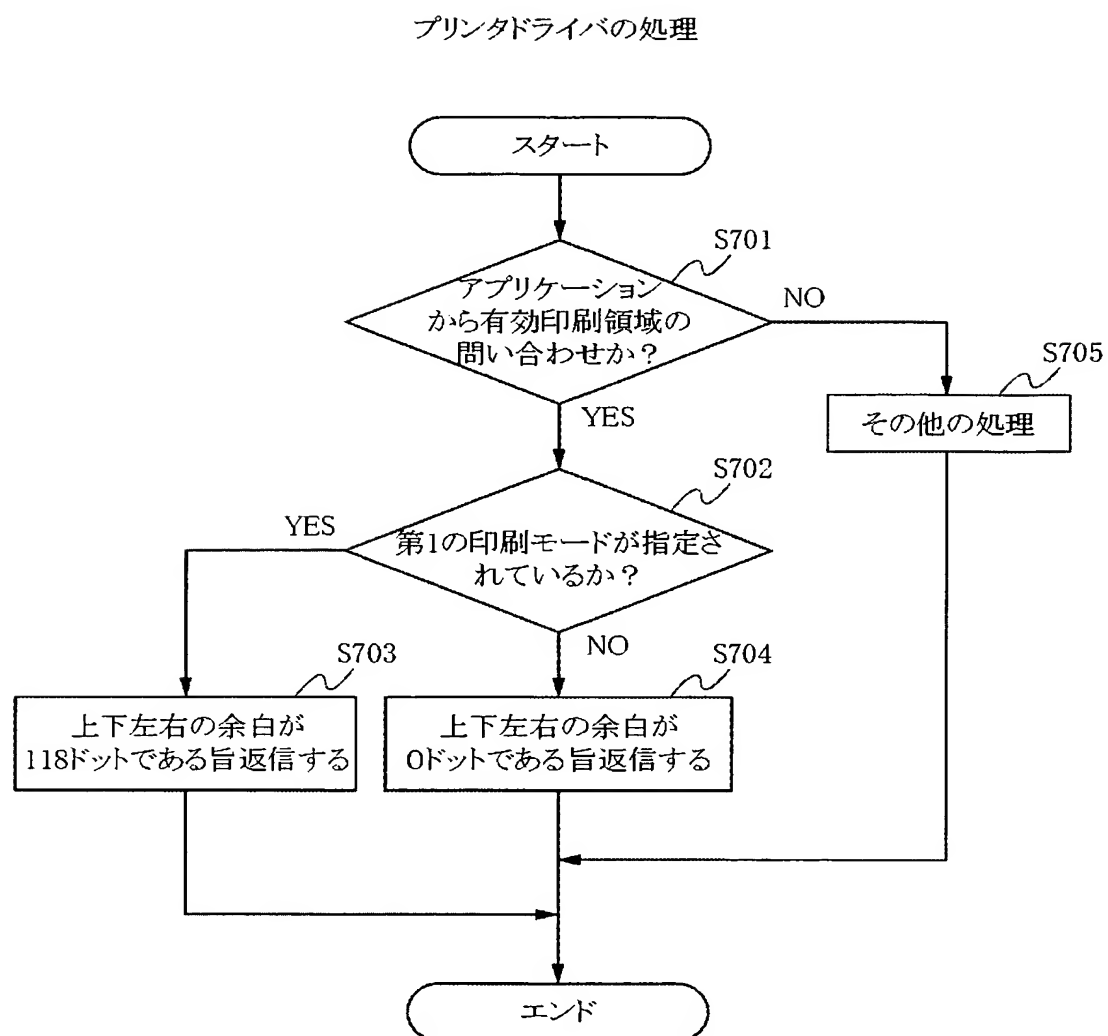 プリンタドライバの処理
スタート
S701
アプリケーション
から有効印刷領域の
問い合わせか？
NO
S705
その他の処理
YES
S702
YES
第1の印刷モードが指定さ
れているか？
NO
S703
S704
上下左右の余白が
118ドットである旨返信する
上下左右の余白が
0ドットである旨返信する
エンド